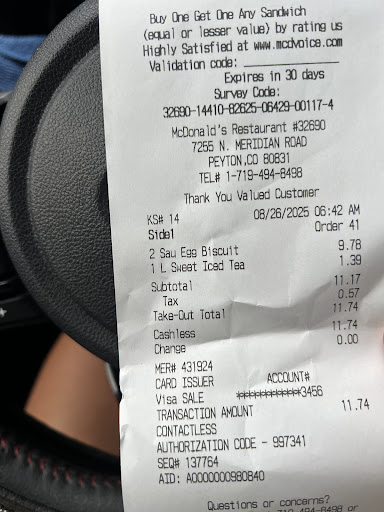 Buy One Get One Any Sandwich
(equal or lesser value) by rating us
Highly Satisfied at www.mcdvoice.com
Validation code: ____________
Expires in 30 days
Survey Code:
32690-14410-82625-06429-00117-4
McDonald's Restaurant #32690
7255 N. MERIDIAN ROAD
PEYTON,CO 80831
TEL# 1-719-494-8498
Thank You Valued Customer
KS# 14 08/26/2025 06:42 AM
Side1 Order 41
2 Sau Egg Biscuit 9.78
1 L Sweet Iced Tea 1.39
Subtotal 11.17
Tax 0.57
Take-Out Total 11.74
Cashless 11.74
Change 0.00
MER# 431924
CARD ISSUER ACCOUNT#
Visa SALE ************3456
TRANSACTION AMOUNT 11.74
CONTACTLESS
AUTHORIZATION CODE - 997341
SEQ# 137764
AID: A0000000980840
Questions or concerns?
719-494-8498 or